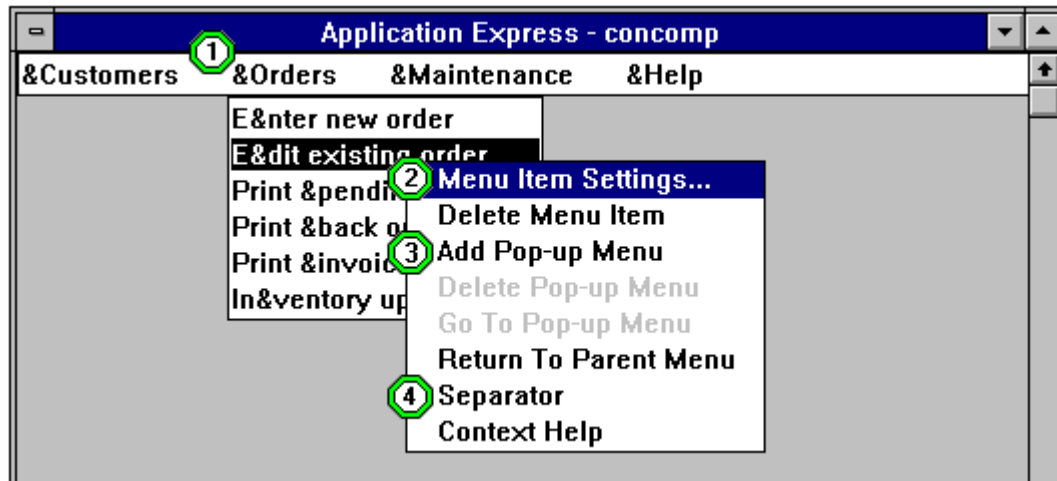 Application Express - concomp
1
&Customers &Orders &Maintenance &Help
E&nter new order
E&dit existing order
2 Menu Item Settings...
Print &pendi
Delete Menu Item
Print &back o
3 Add Pop-up Menu
Print &invoic
Delete Pop-up Menu
In&ventory up
Go To Pop-up Menu
Return To Parent Menu
4 Separator
Context Help